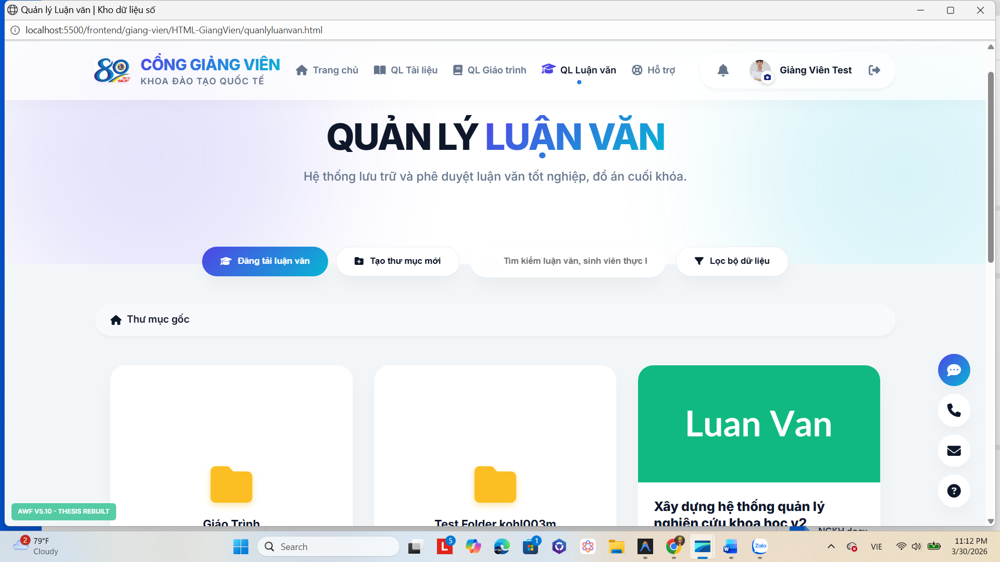 Quản lý Luận văn | Kho dữ liệu số
localhost:5500/frontend/giang-vien/HTML-GiangVien/quanlyluanvan.html
CỔNG GIẢNG VIÊN
KHOA ĐÀO TẠO QUỐC TẾ
Trang chủ
QL Tài liệu
QL Giáo trình
QL Luận văn
Hỗ trợ
Giảng Viên Test
QUẢN LÝ LUẬN VĂN
Hệ thống lưu trữ và phê duyệt luận văn tốt nghiệp, đồ án cuối khóa.
Đăng tải luận văn
Tạo thư mục mới
Tìm kiếm luận văn, sinh viên thực
Lọc bộ dữ liệu
Thư mục gốc
Luan Van
Giáo Trình
Test Folder kohl003m
Xây dựng hệ thống quản lý
nghiên cứu khoa học v2
AWF V5.10 - THESIS REBUILT
NCKH.docx
2
79°F
Cloudy
Search
5
1
Zalo
VIE
11:12 PM
3/30/2026